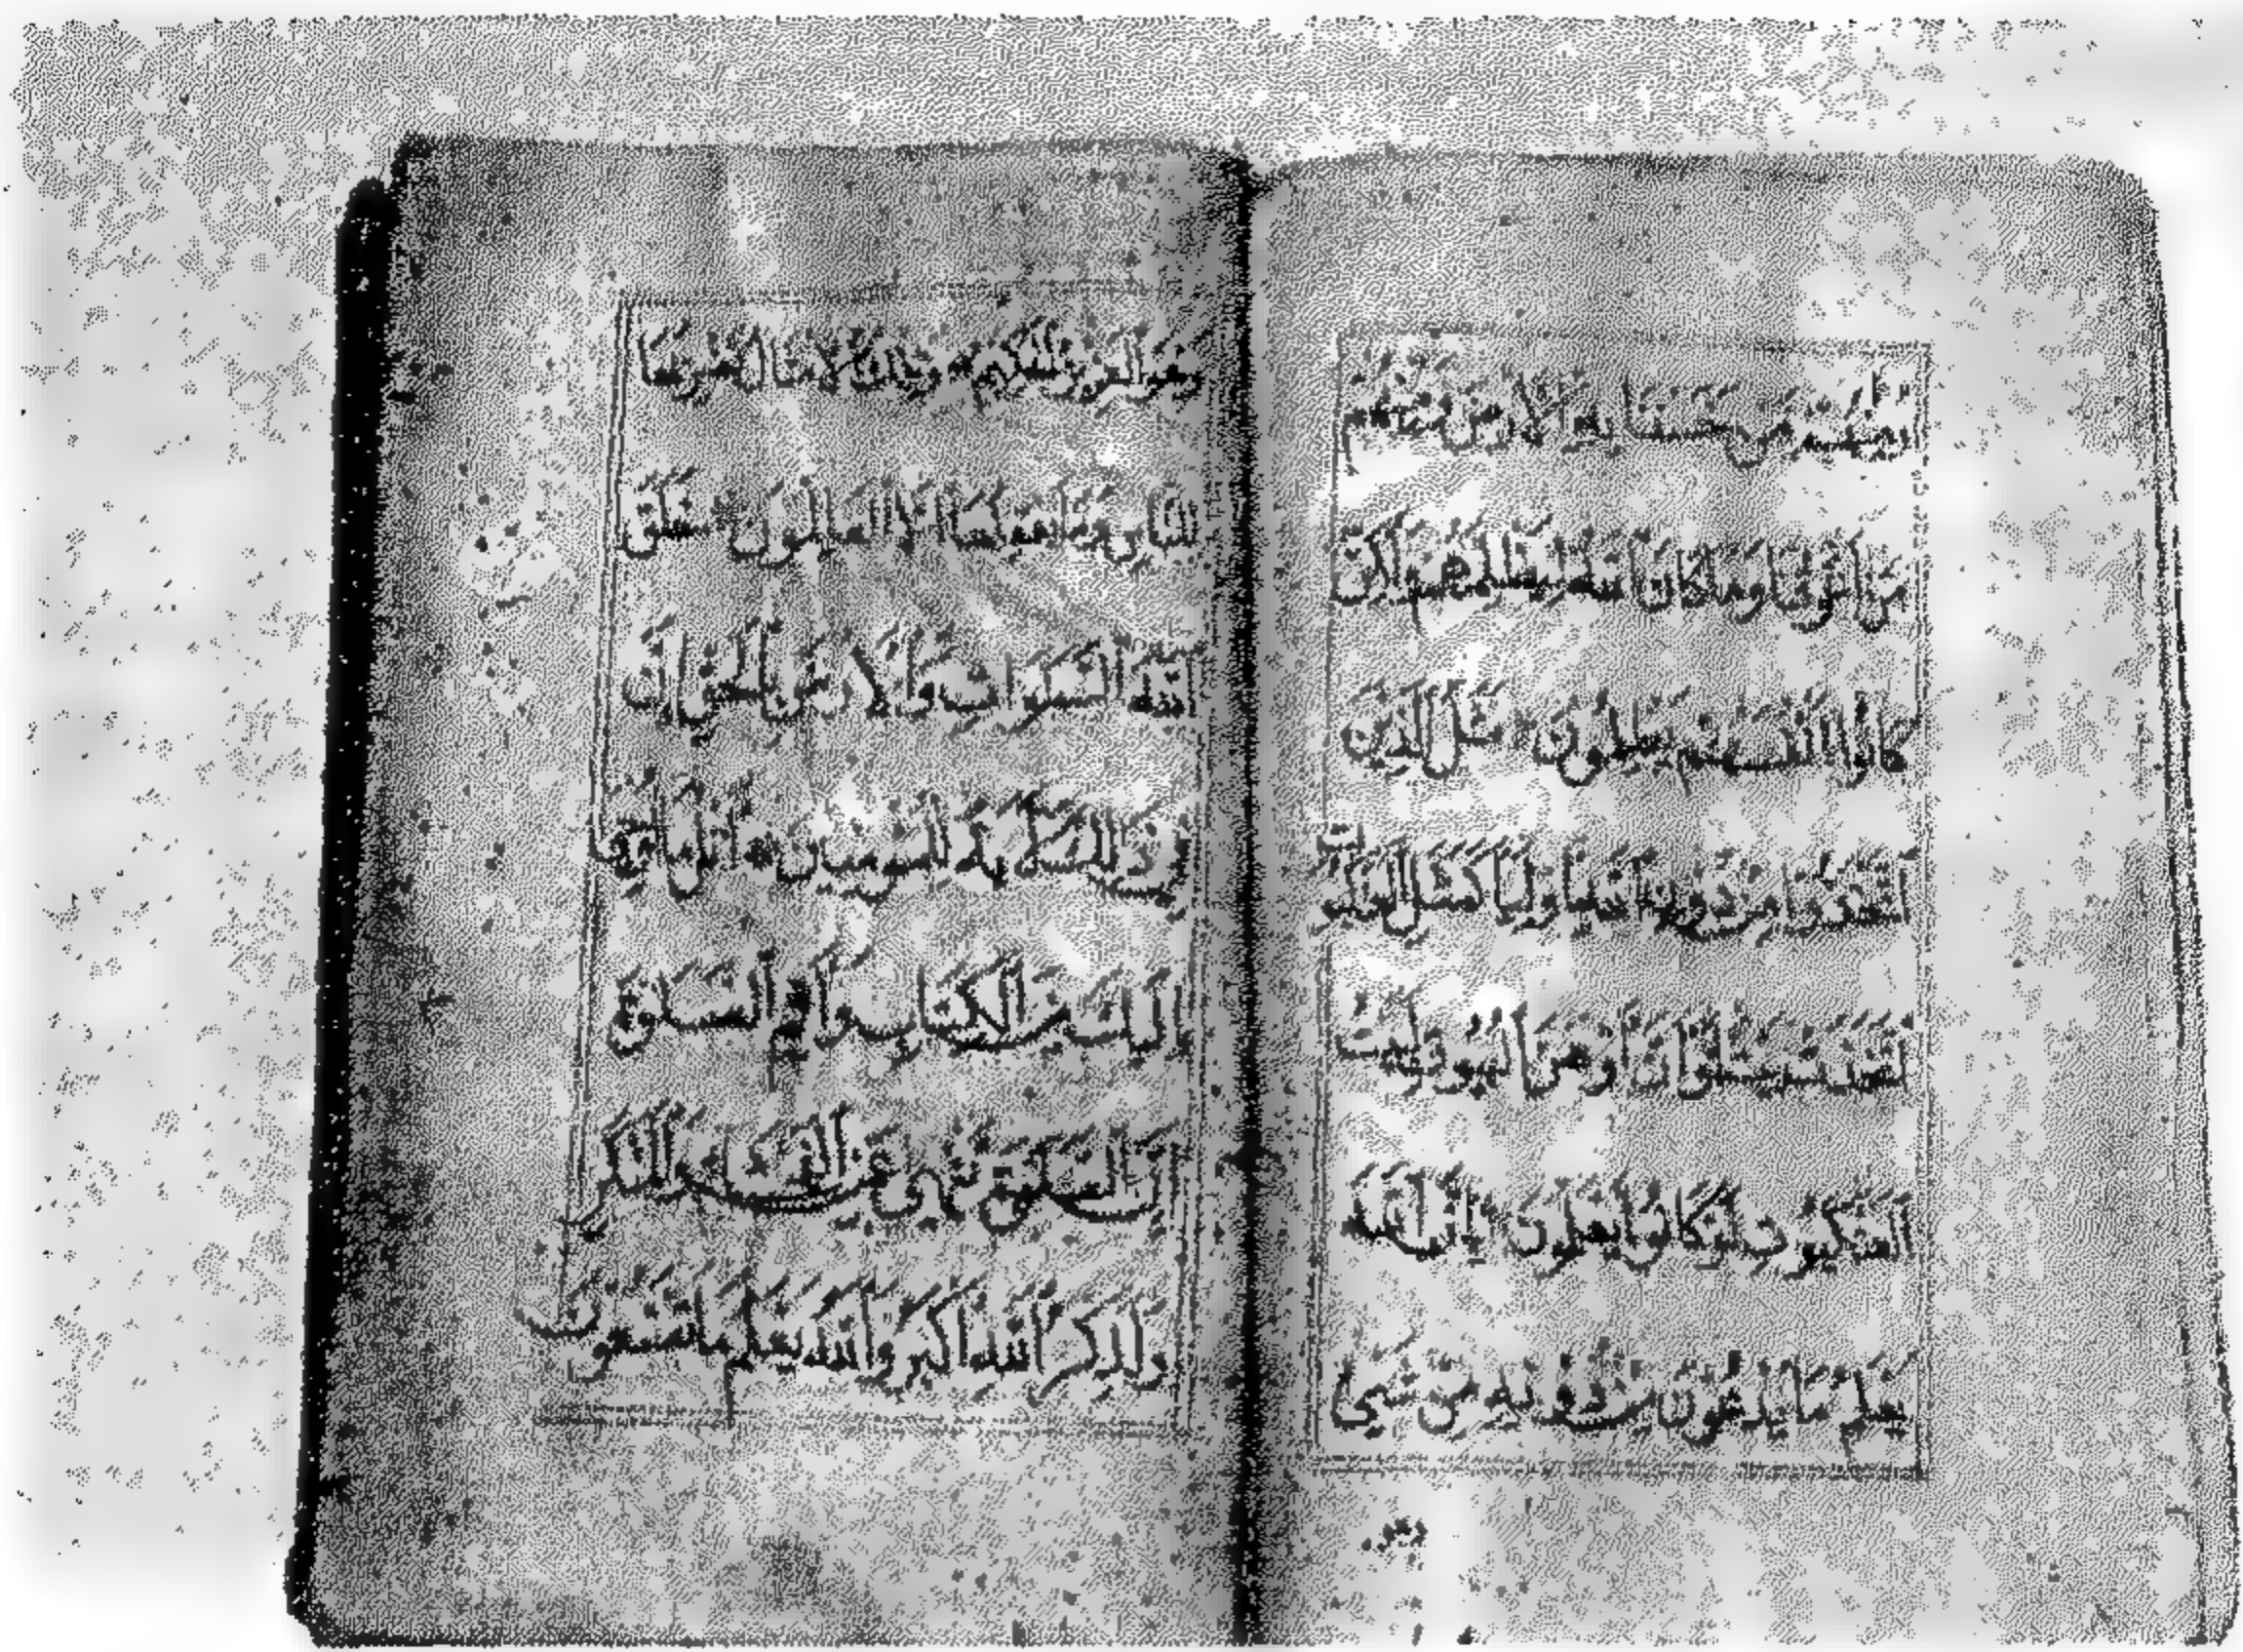 الصيحة ومنهم من خسفنا به الارض ومنهم
من اغرقنا وما كان الله ليظلمهم ولكن
كانوا انفسهم يظلمون مثل الذين
اتخذوا من دون الله اولياء كمثل العنكبوت
اتخذت بيتا وان اوهن البيوت لبيت
العنكبوت لو كانوا يعلمون ان الله
يعلم ما يدعون من دونه من شئ
وهو العزيز الحكيم وتلك الامثال نضربها
للناس وما يعقلها الا العالمون خلق
الله السموات والارض بالحق ان
في ذلك لاية للمومنين اتل ما اوحي
اليك من الكتاب واقم الصلوة
ان الصلوة تنهى عن الفحشاء والمنكر
ولذكر الله اكبر والله يعلم ما تصنعون
وهو